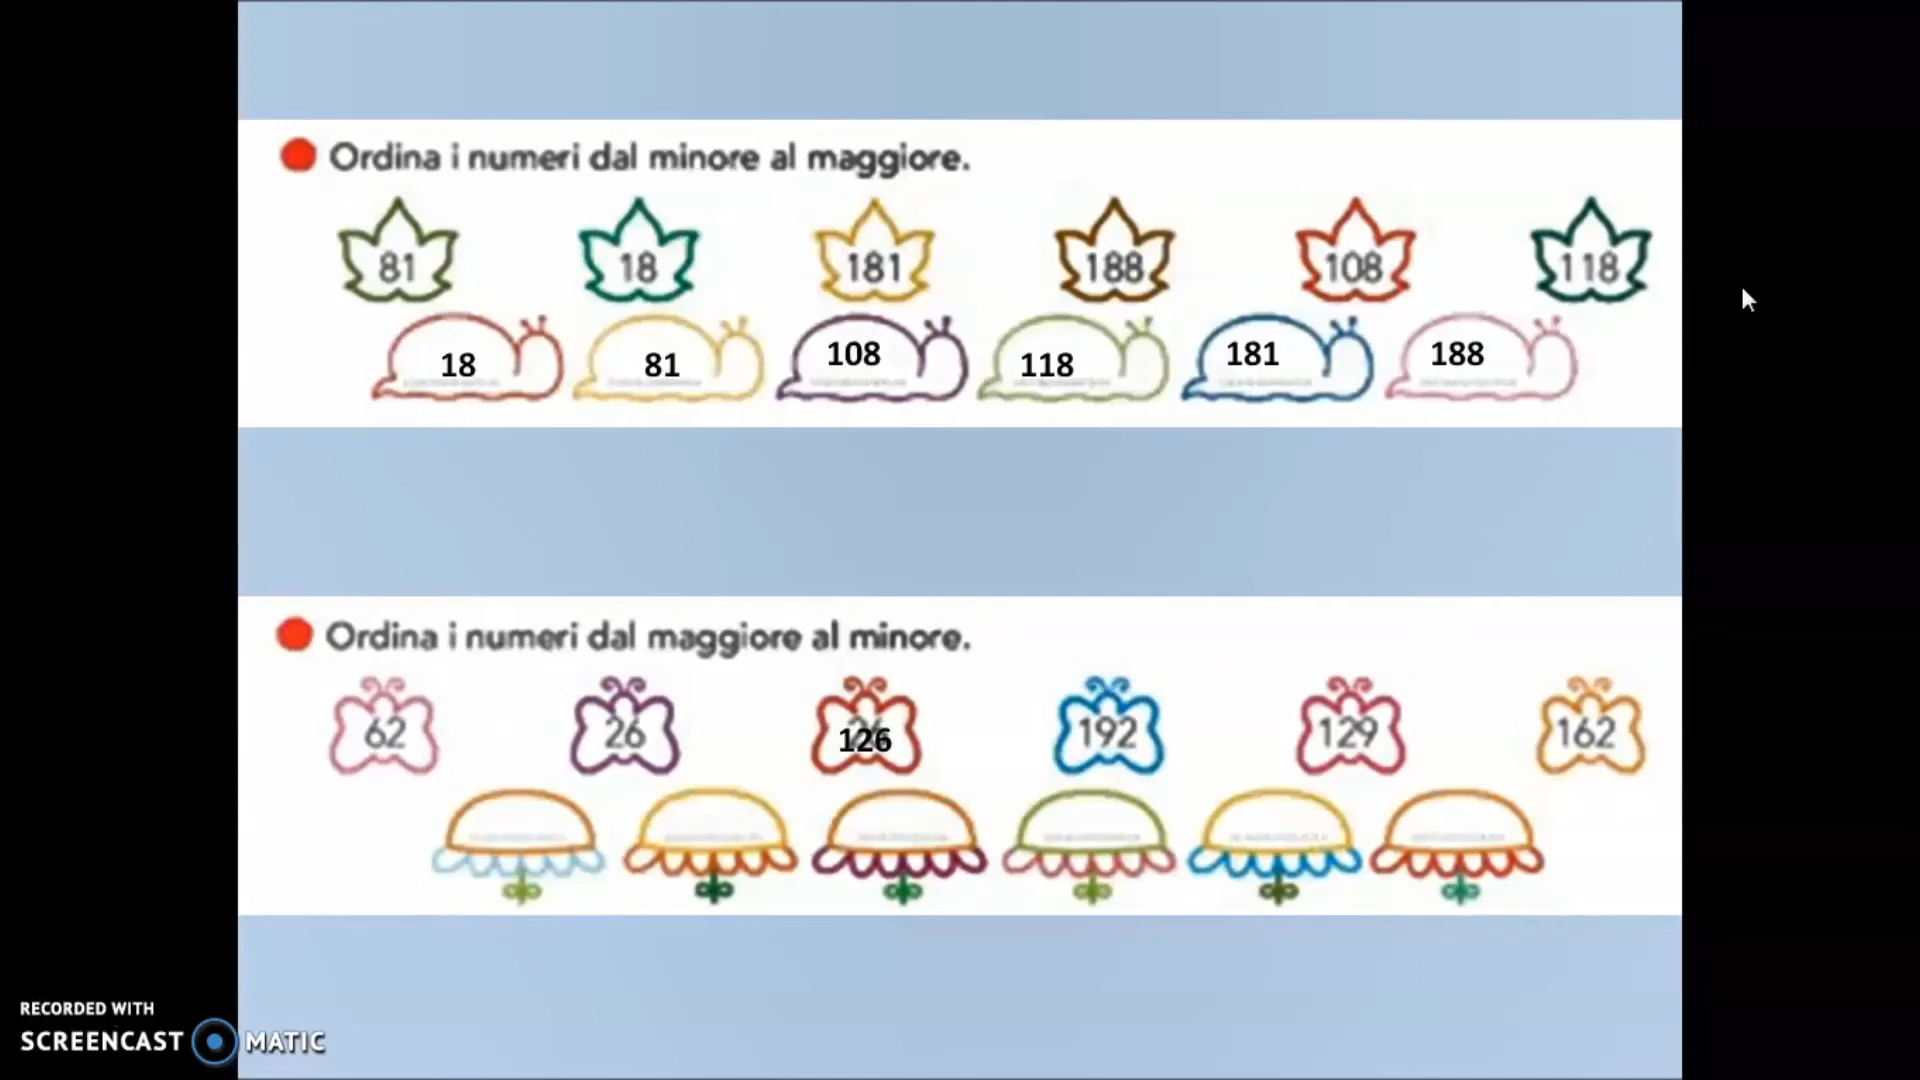 Ordina i numeri dal minore al maggiore.
81 18 181 188 108 118
18 81 108 118 181 188
Ordina i numeri dal maggiore al minore.
62 26 126 192 129 162
RECORDED WITH
SCREENCAST MATIC